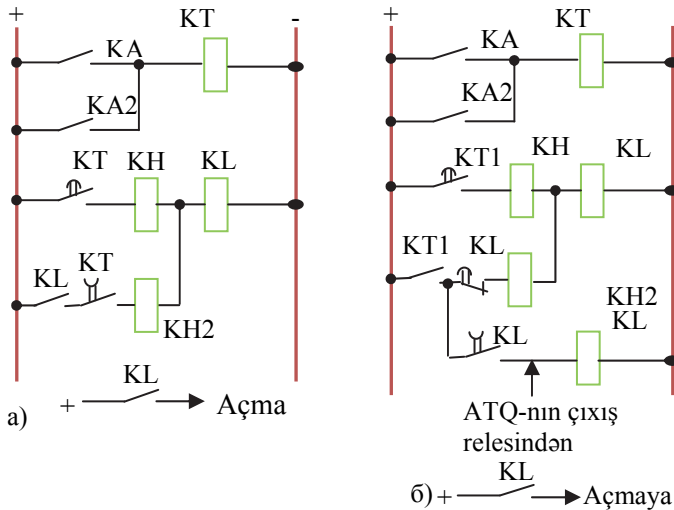 + -
KT
KA
KA2
KT KH KL
KL KT
KH2
KL
+ Açma
a)
+ -
KT
KA
KA2
KT1 KH KL
KT1 KL
KH2
KL KL
ATQ-nın çıxış
relesindən
KL
б) + Açmaya